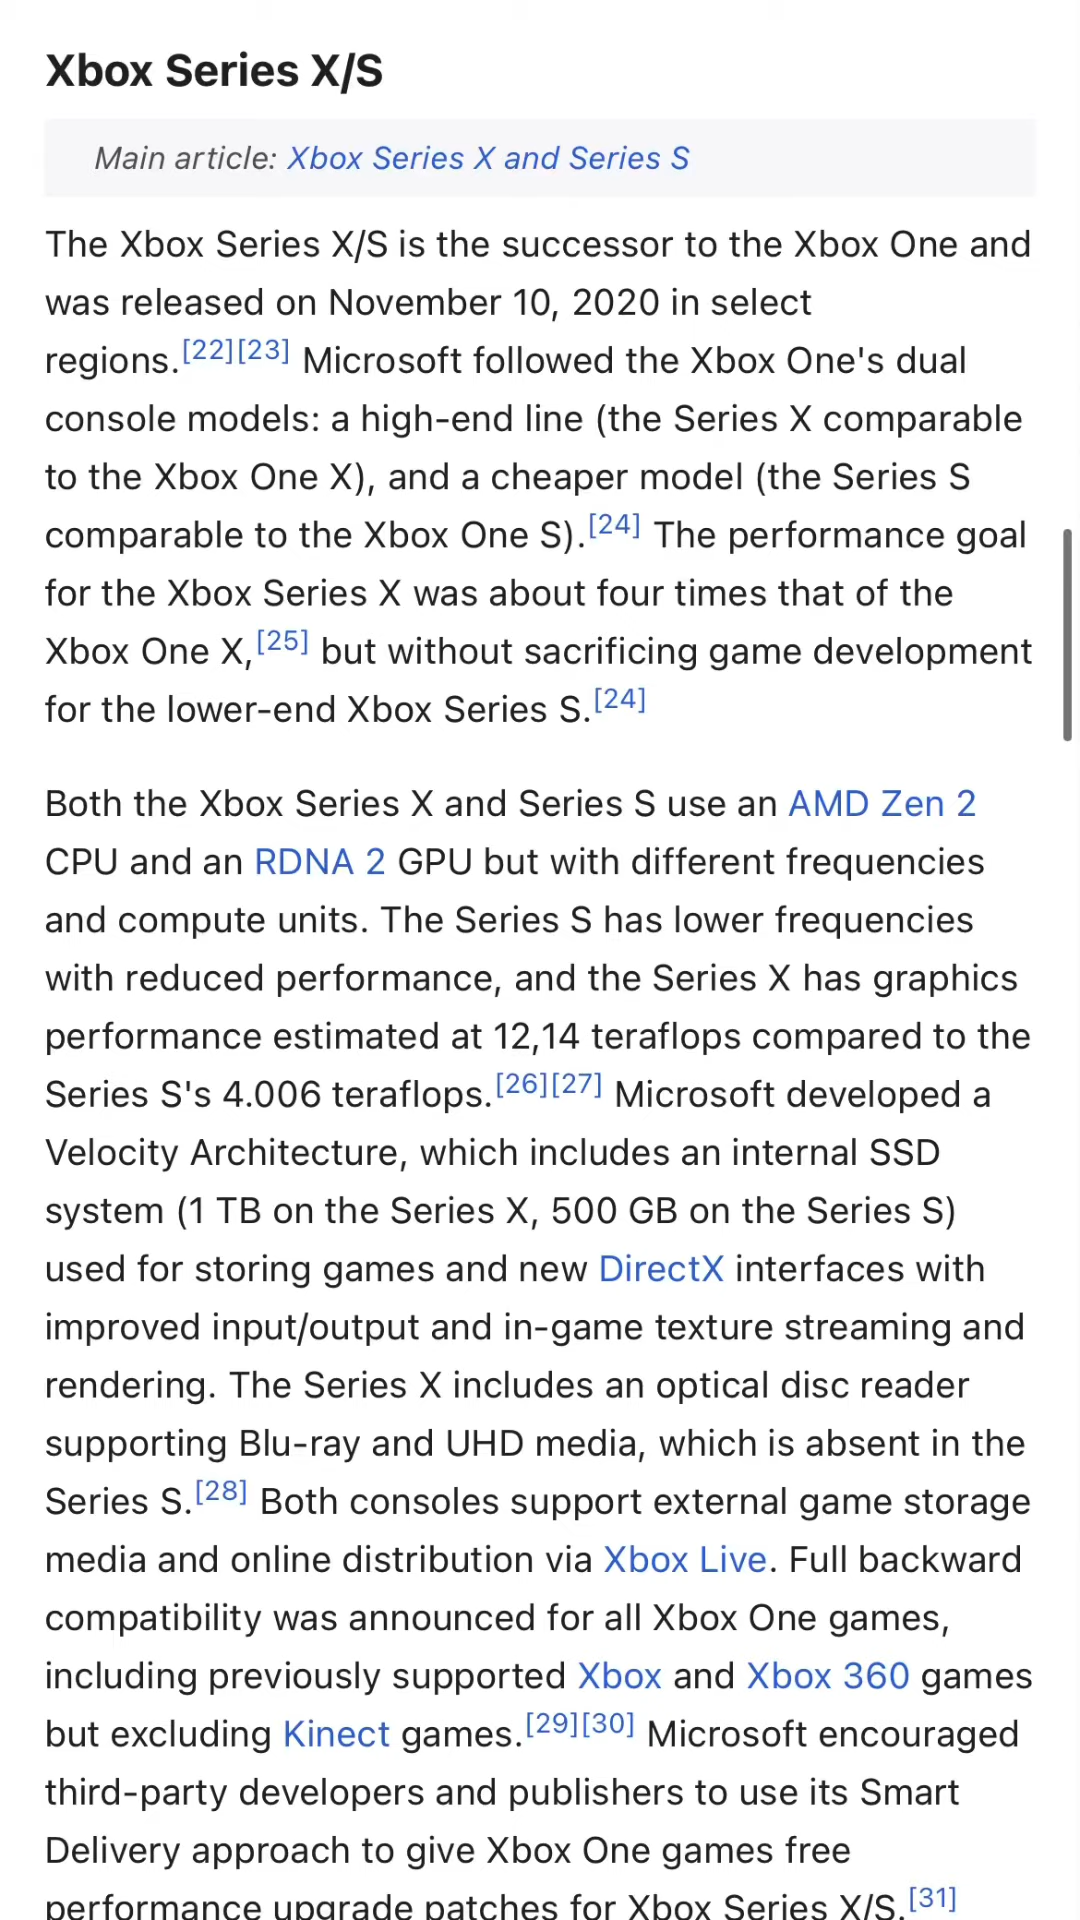 Xbox Series X/S
Main article: Xbox Series X and Series S
The Xbox Series X/S is the successor to the Xbox One and
was released on November 10, 2020 in select
regions.[22][23] Microsoft followed the Xbox One's dual
console models: a high-end line (the Series X comparable
to the Xbox One X), and a cheaper model (the Series S
comparable to the Xbox One S).[24] The performance goal
for the Xbox Series X was about four times that of the
Xbox One X,[25] but without sacrificing game development
for the lower-end Xbox Series S.[24]
Both the Xbox Series X and Series S use an AMD Zen 2
CPU and an RDNA 2 GPU but with different frequencies
and compute units. The Series S has lower frequencies
with reduced performance, and the Series X has graphics
performance estimated at 12,14 teraflops compared to the
Series S's 4.006 teraflops.[26][27] Microsoft developed a
Velocity Architecture, which includes an internal SSD
system (1 TB on the Series X, 500 GB on the Series S)
used for storing games and new DirectX interfaces with
improved input/output and in-game texture streaming and
rendering. The Series X includes an optical disc reader
supporting Blu-ray and UHD media, which is absent in the
Series S.[28] Both consoles support external game storage
media and online distribution via Xbox Live. Full backward
compatibility was announced for all Xbox One games,
including previously supported Xbox and Xbox 360 games
but excluding Kinect games.[29][30] Microsoft encouraged
third-party developers and publishers to use its Smart
Delivery approach to give Xbox One games free
performance upgrade patches for Xbox Series X/S.[31]